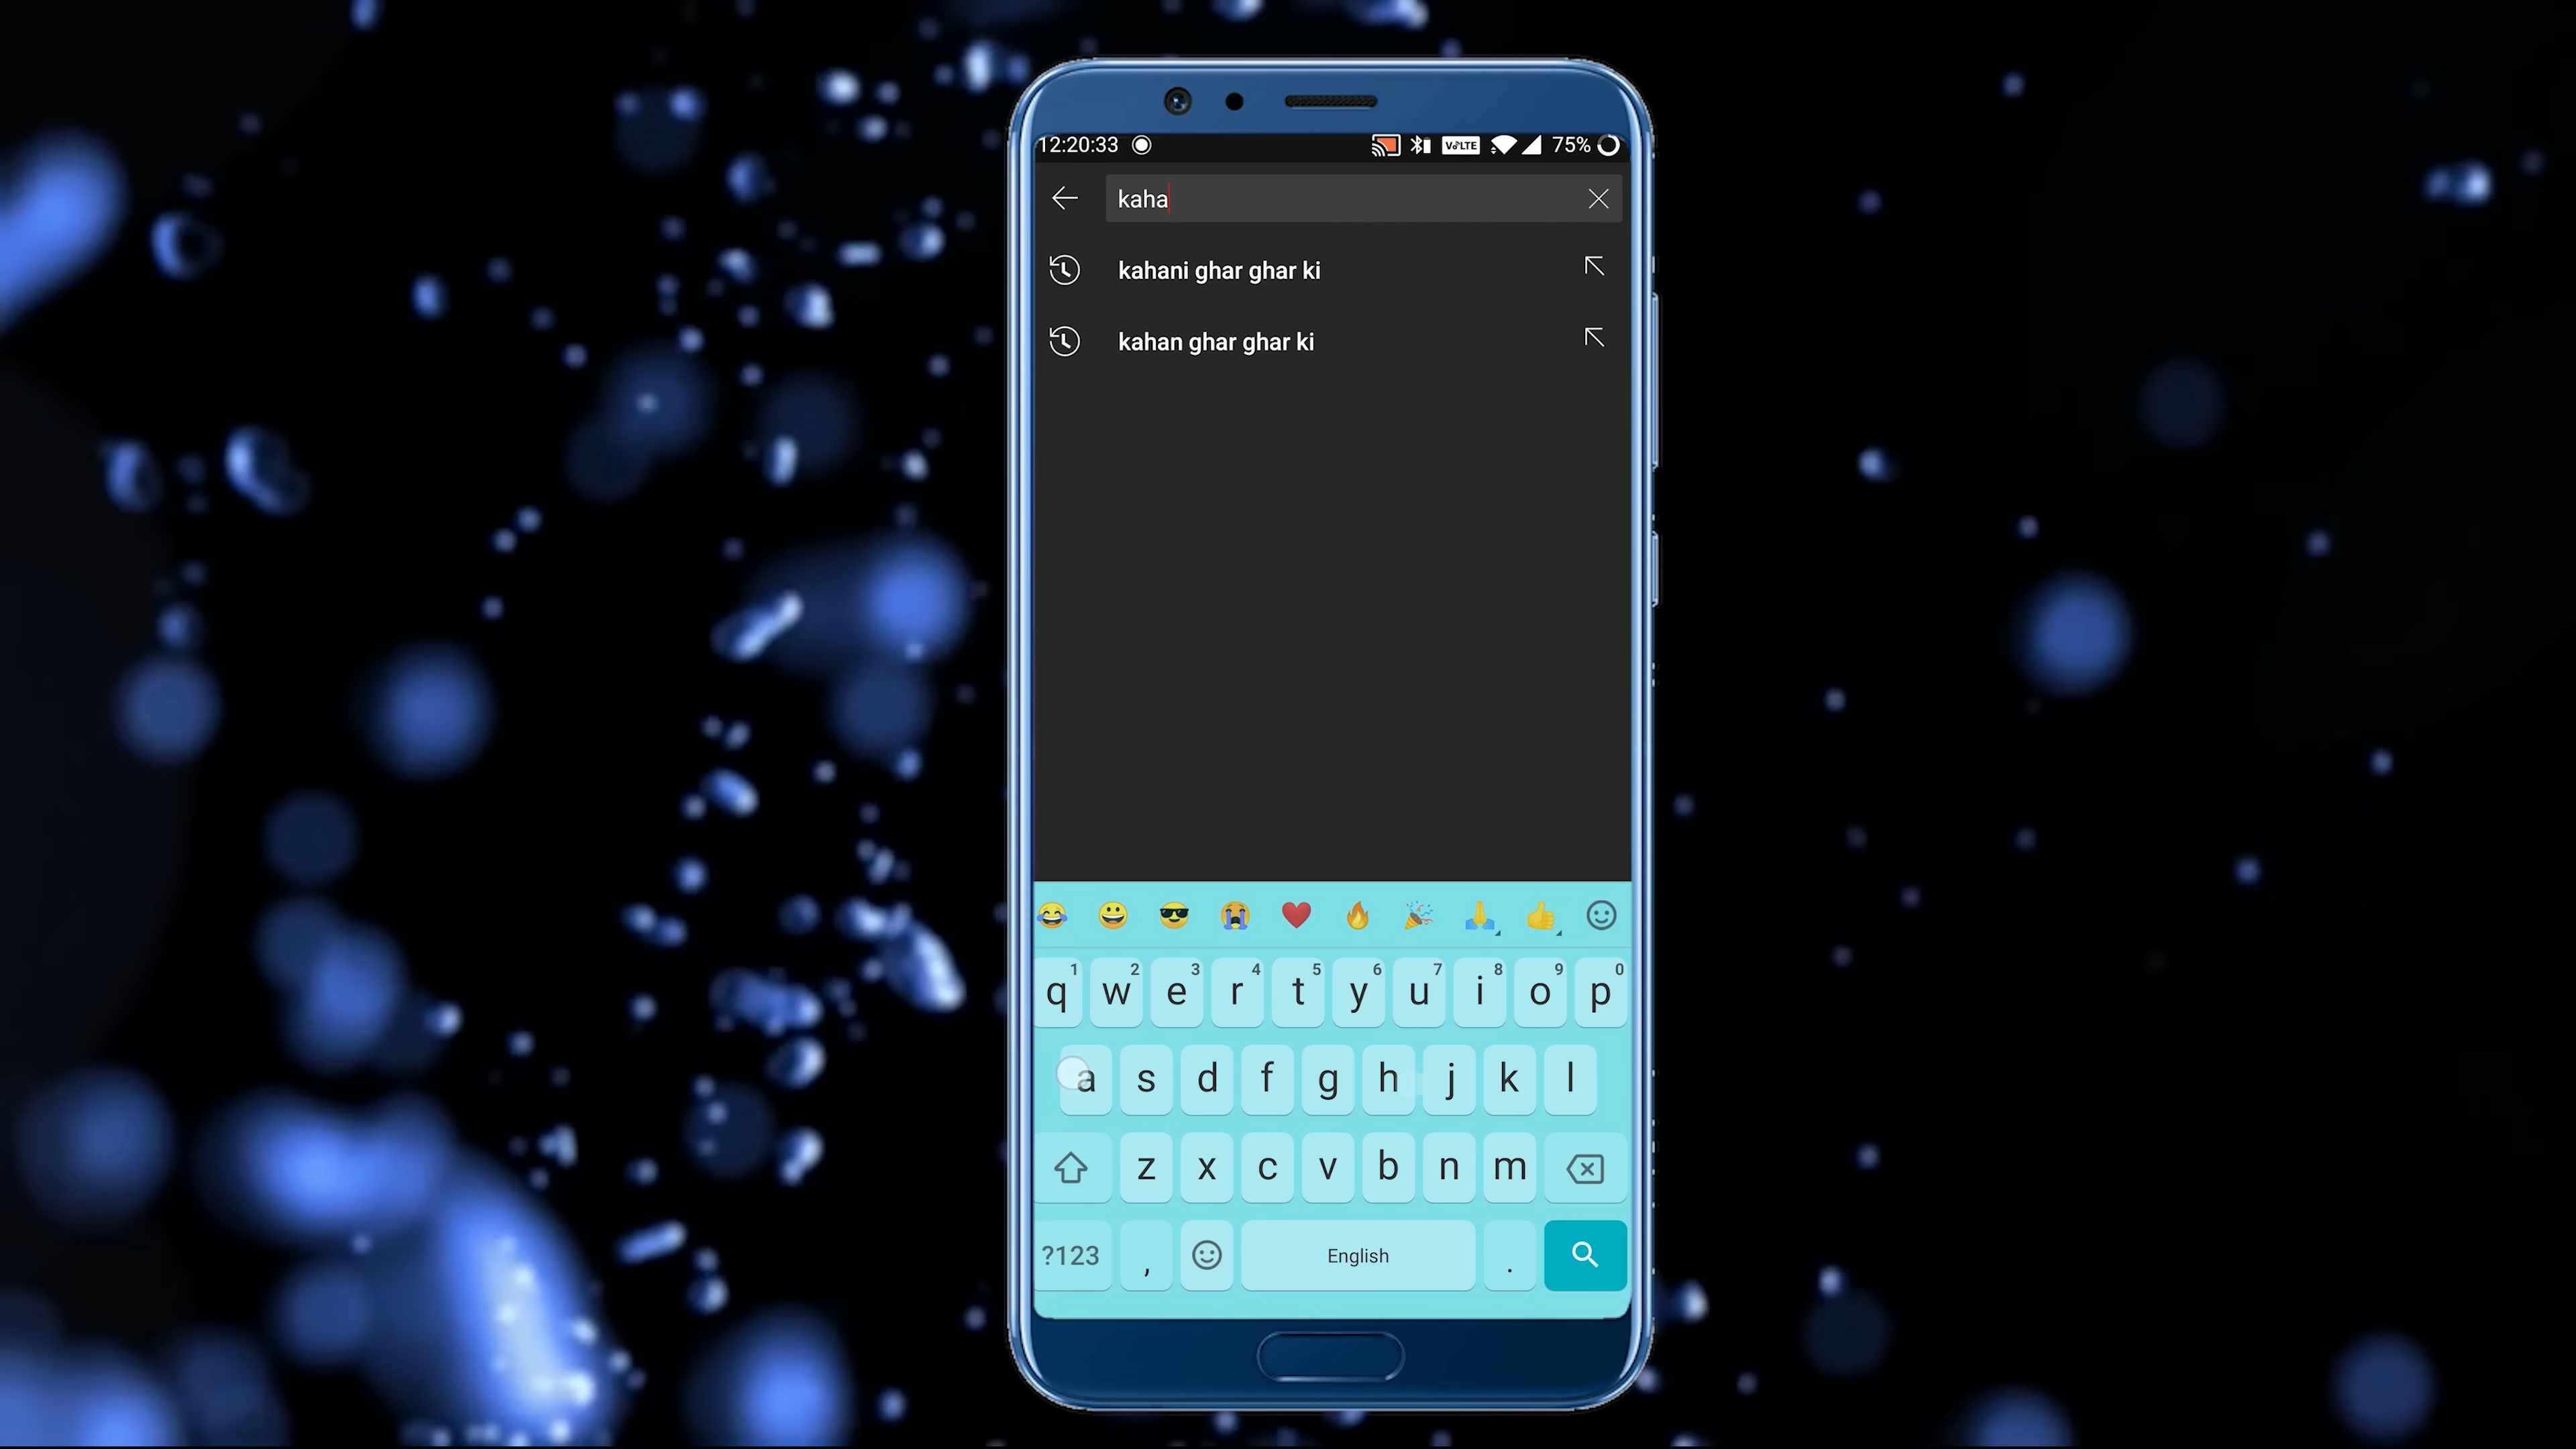 12:20:33 VoLTE 75%
kaha
kahani ghar ghar ki
kahan ghar ghar ki
1 2 3 4 5 6 7 8 9 0
q w e r t y u i o p
a s d f g h j k l
z x c v b n m
?123 , English .